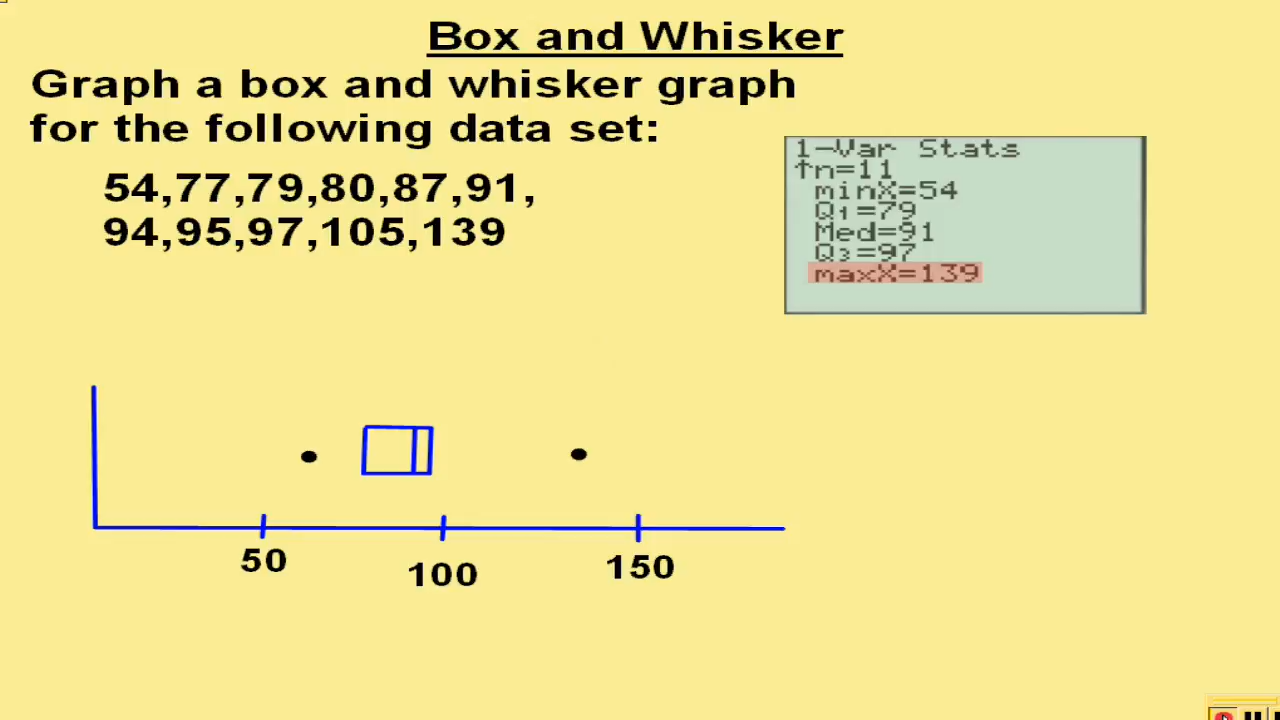 Box and Whisker
Graph a box and whisker graph
for the following data set:
54,77,79,80,87,91,
94,95,97,105,139
1-Var Stats
↑n=11
minX=54
Q₁=79
Med=91
Q₃=97
maxX=139
50
100
150